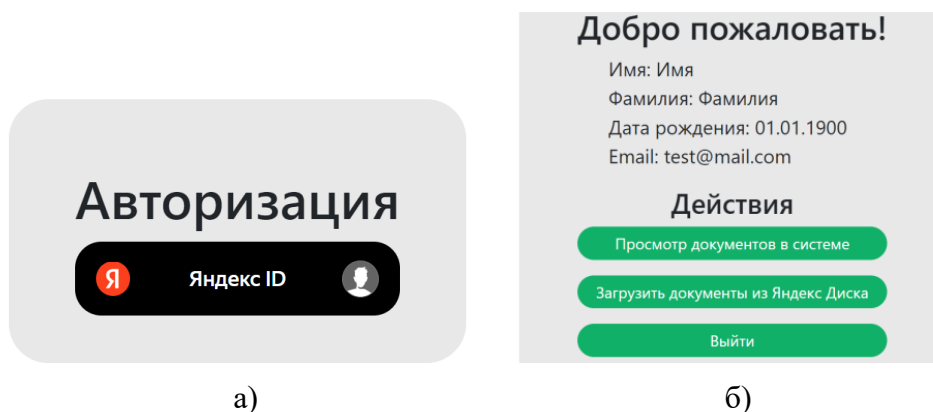 Авторизация
Я
Яндекс ID
а)
Добро пожаловать!
Имя: Имя
Фамилия: Фамилия
Дата рождения: 01.01.1900
Email: test@mail.com
Действия
Просмотр документов в системе
Загрузить документы из Яндекс Диска
Выйти
б)